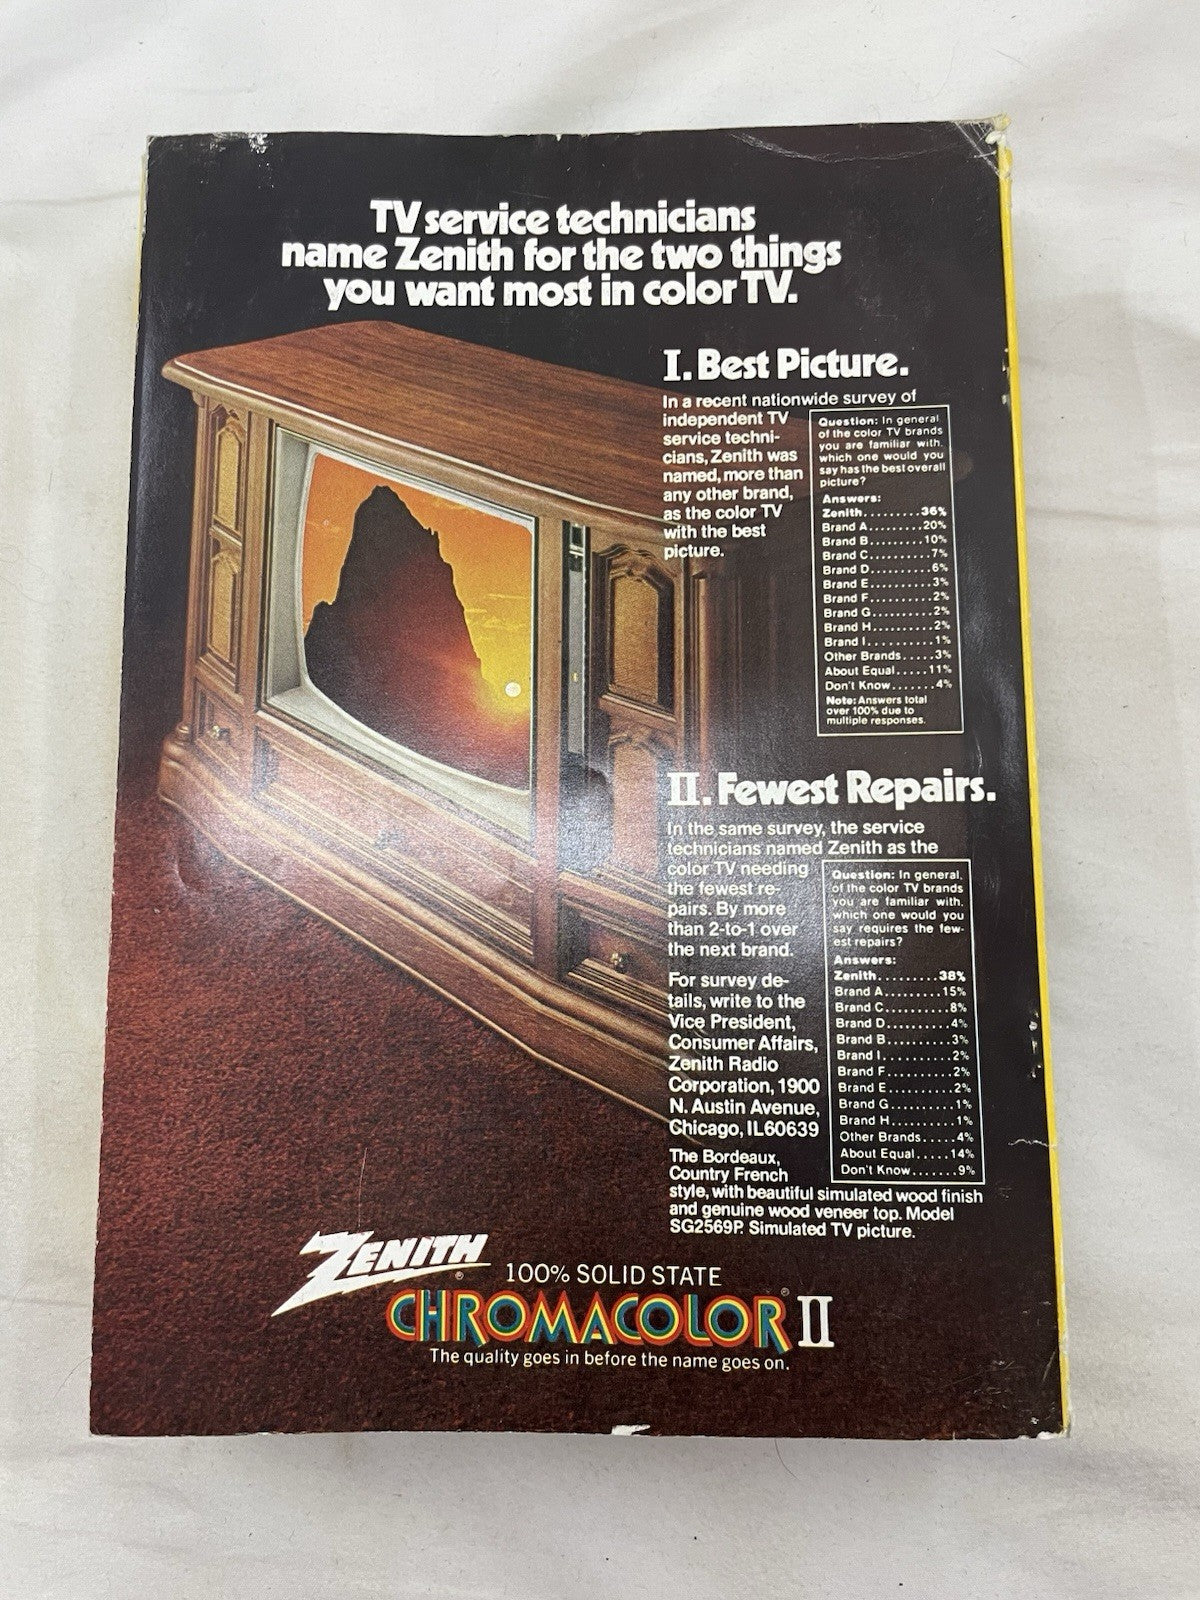 TV service technicians
name Zenith for the two things
you want most in color TV.
I. Best Picture.
In a recent nationwide survey of
independent TV
service techni-
cians, Zenith was
named, more than
any other brand,
as the color TV
with the best
picture.
Question: In general
of the color TV brands
you are familiar with,
which one would you
say has the best overall
picture?
Answers:
Zenith.........36%
Brand A.........20%
Brand B.........10%
Brand C.........7%
Brand D.........6%
Brand E.........3%
Brand F.........2%
Brand G.........2%
Brand H.........2%
Brand I.........1%
Other Brands.....3%
About Equal.....11%
Don't Know.......4%
Note: Answers total
over 100% due to
multiple responses.
II. Fewest Repairs.
In the same survey, the service
technicians named Zenith as the
color TV needing
the fewest re-
pairs. By more
than 2-to-1 over
the next brand.
Question: In general,
of the color TV brands
you are familiar with,
which one would you
say requires the few-
est repairs?
Answers:
Zenith.........38%
Brand A.........15%
Brand C.........8%
Brand D.........4%
Brand B.........3%
Brand I.........2%
Brand F.........2%
Brand E.........2%
Brand G.........1%
Brand H.........1%
Other Brands.....4%
About Equal.....14%
Don't Know.......9%
For survey de-
tails, write to the
Vice President,
Consumer Affairs,
Zenith Radio
Corporation, 1900
N. Austin Avenue,
Chicago, IL 60639
The Bordeaux,
Country French
style, with beautiful simulated wood finish
and genuine wood veneer top. Model
SG2569P. Simulated TV picture.
ZENITH®
100% SOLID STATE
CHROMACOLOR® II
The quality goes in before the name goes on.